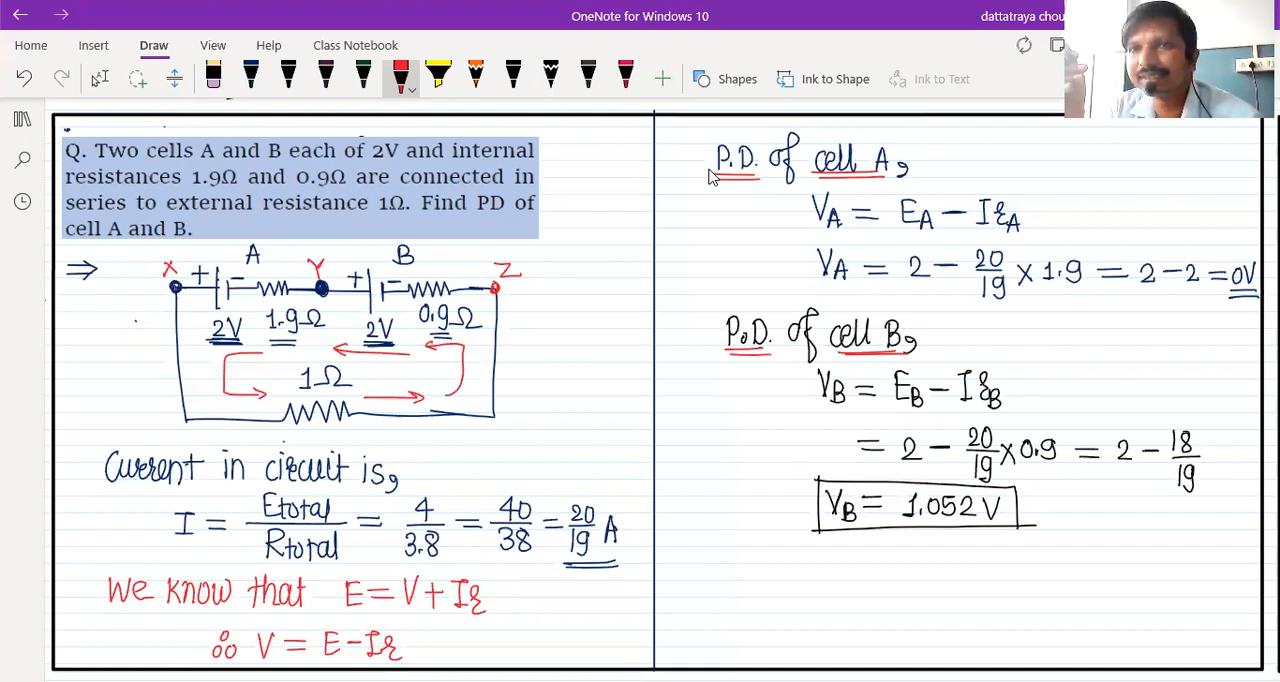 OneNote for Windows 10
dattatraya chou
Home Insert Draw View Help Class Notebook
Shapes Ink to Shape Ink to Text
Q. Two cells A and B each of 2V and internal
resistances 1.9Ω and 0.9Ω are connected in
series to external resistance 1Ω. Find PD of
cell A and B.
⇒ X + A - Y + B - Z
2V 1.9Ω 2V 0.9Ω
1Ω
Current in circuit is,
I = Etotal/Rtotal = 4/3.8 = 40/38 = 20/19 A
We know that E = V + Ir
∴ V = E - Ir
P.D. of cell A,
VA = EA - IrA
VA = 2 - 20/19 × 1.9 = 2 - 2 = 0V
P.D. of cell B,
VB = EB - IrB
= 2 - 20/19 × 0.9 = 2 - 18/19
VB = 1.052 V